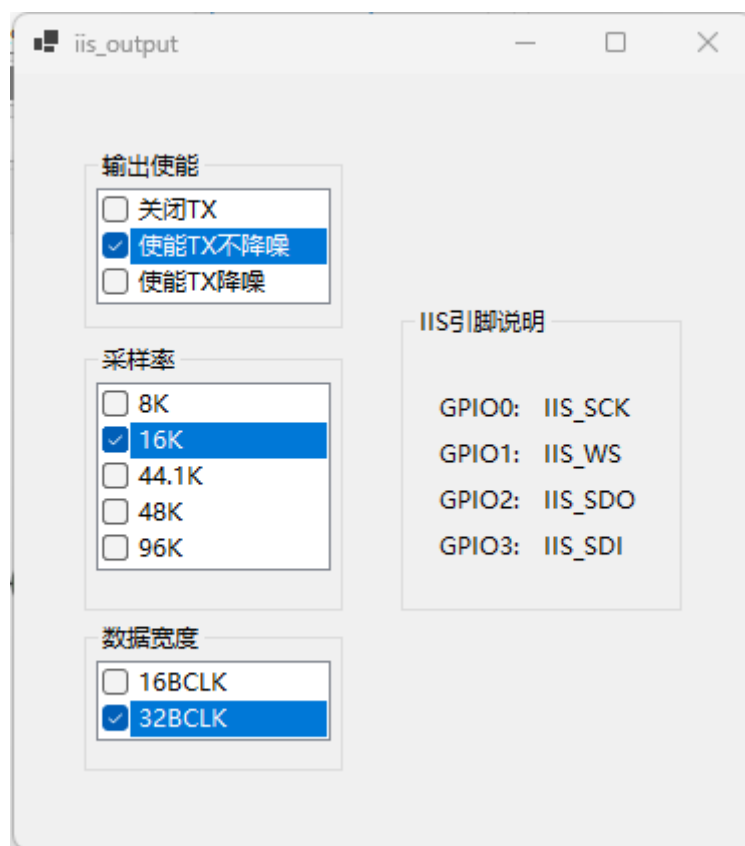 iis_output
输出使能
关闭TX
使能TX不降噪
使能TX降噪
采样率
8K
16K
44.1K
48K
96K
数据宽度
16BCLK
32BCLK
IIS引脚说明
GPIO0: IIS_SCK
GPIO1: IIS_WS
GPIO2: IIS_SDO
GPIO3: IIS_SDI